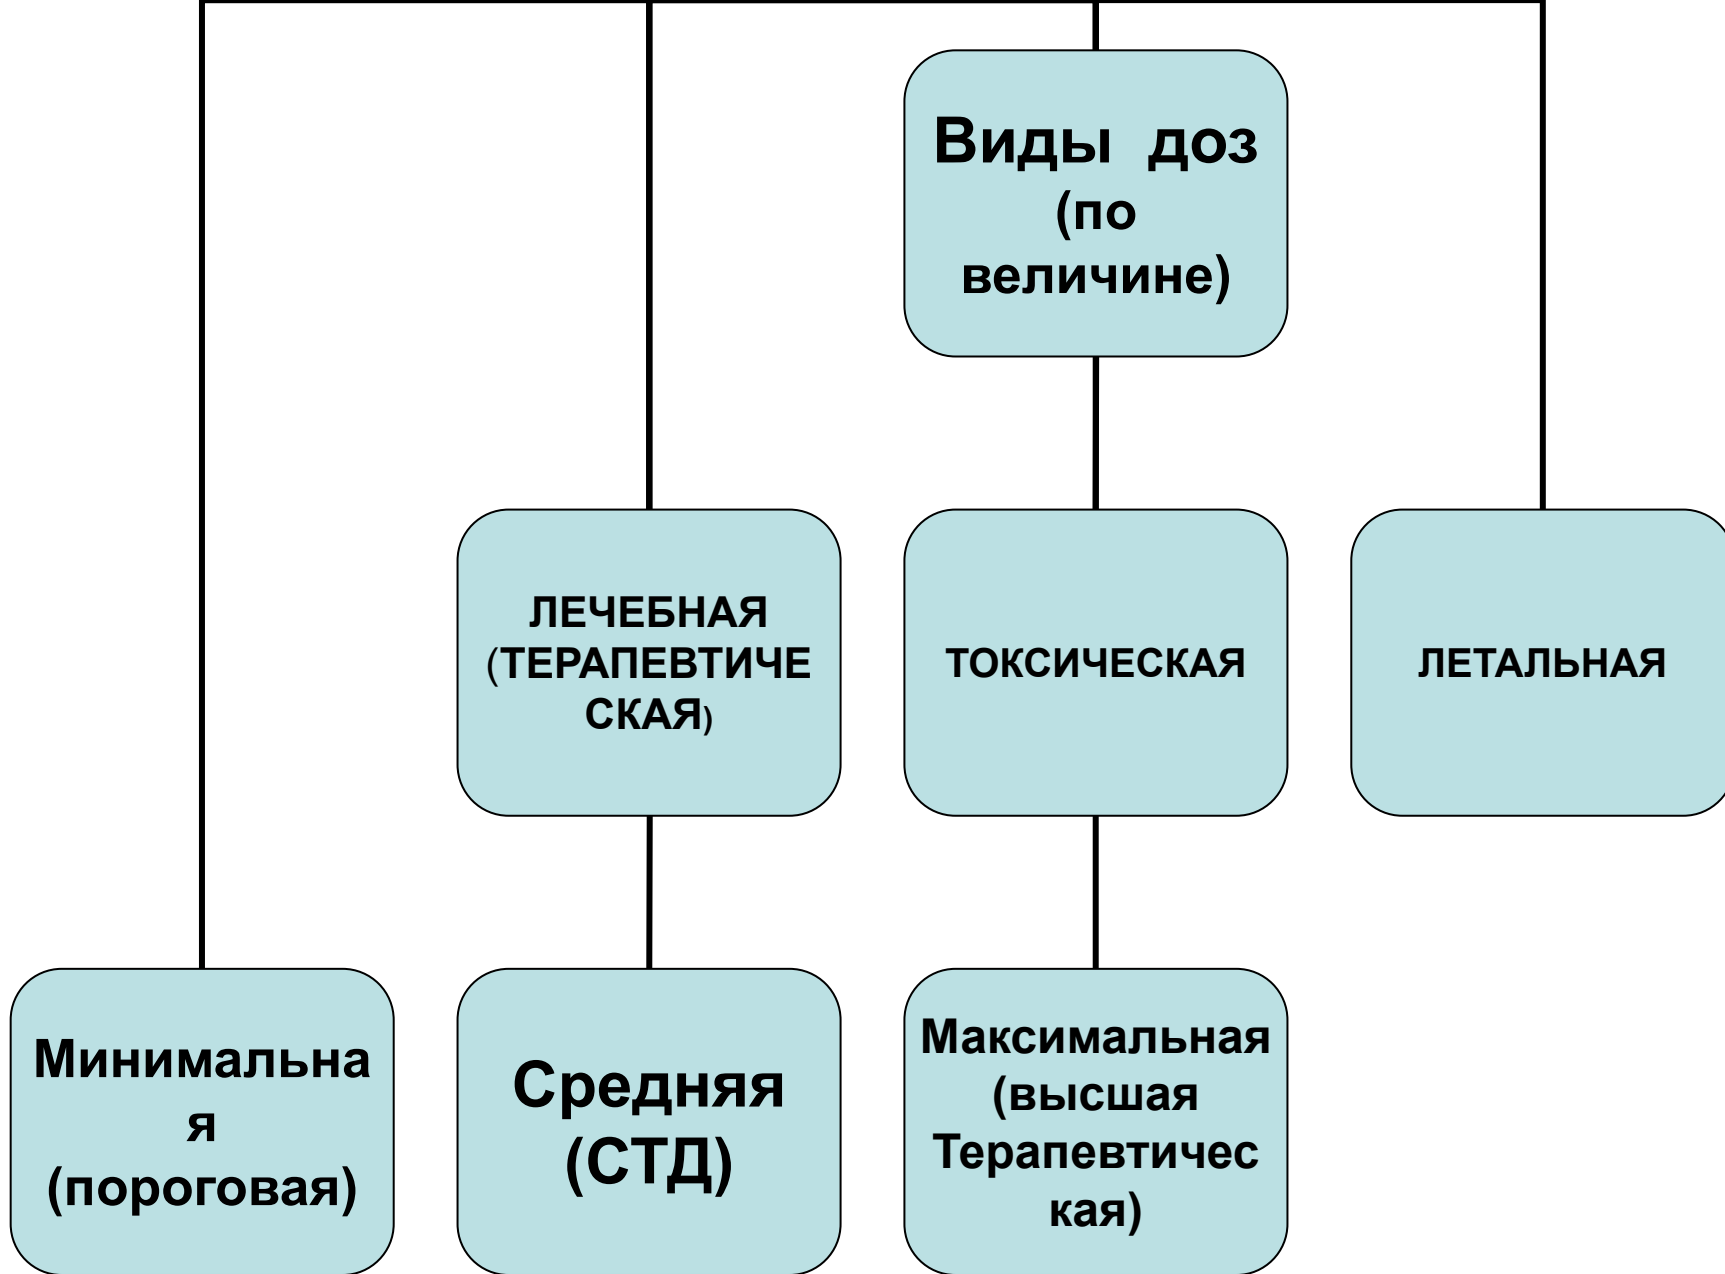 Виды доз
(по
величине)
ЛЕЧЕБНАЯ
(ТЕРАПЕВТИЧЕ
СКАЯ)
ТОКСИЧЕСКАЯ
ЛЕТАЛЬНАЯ
Минимальна
я
(пороговая)
Средняя
(СТД)
Максимальная
(высшая
Терапевтичес
кая)